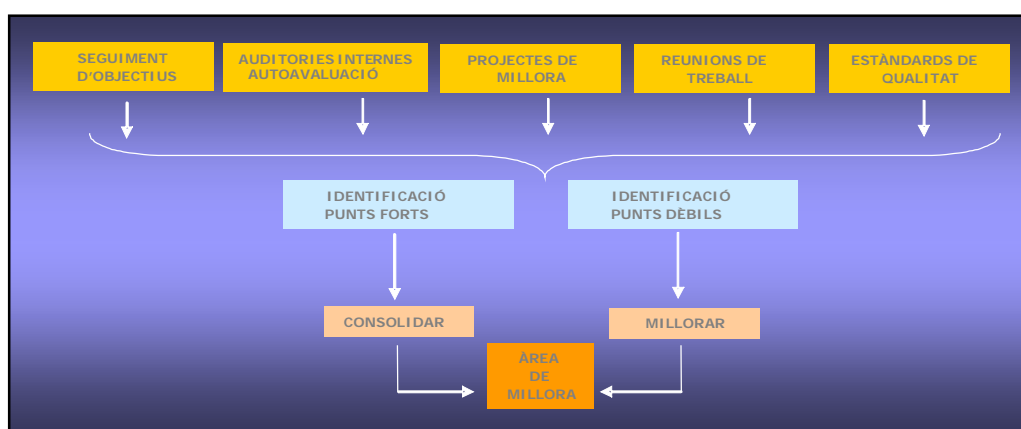 SEGUIMENT
D'OBJECTIUS
AUDITORIES INTERNES
AUTOAVALUACIÓ
PROJECTES DE
MILLORA
REUNIONS DE
TREBALL
ESTÀNDARDS DE
QUALITAT
IDENTIFICACIÓ
PUNTS FORTS
IDENTIFICACIÓ
PUNTS DÈBILS
CONSOLIDAR
MILLORAR
ÀREA
DE
MILLORA